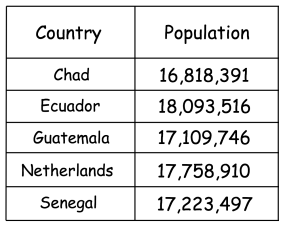 Country Population
Chad 16,818,391
Ecuador 18,093,516
Guatemala 17,109,746
Netherlands 17,758,910
Senegal 17,223,497